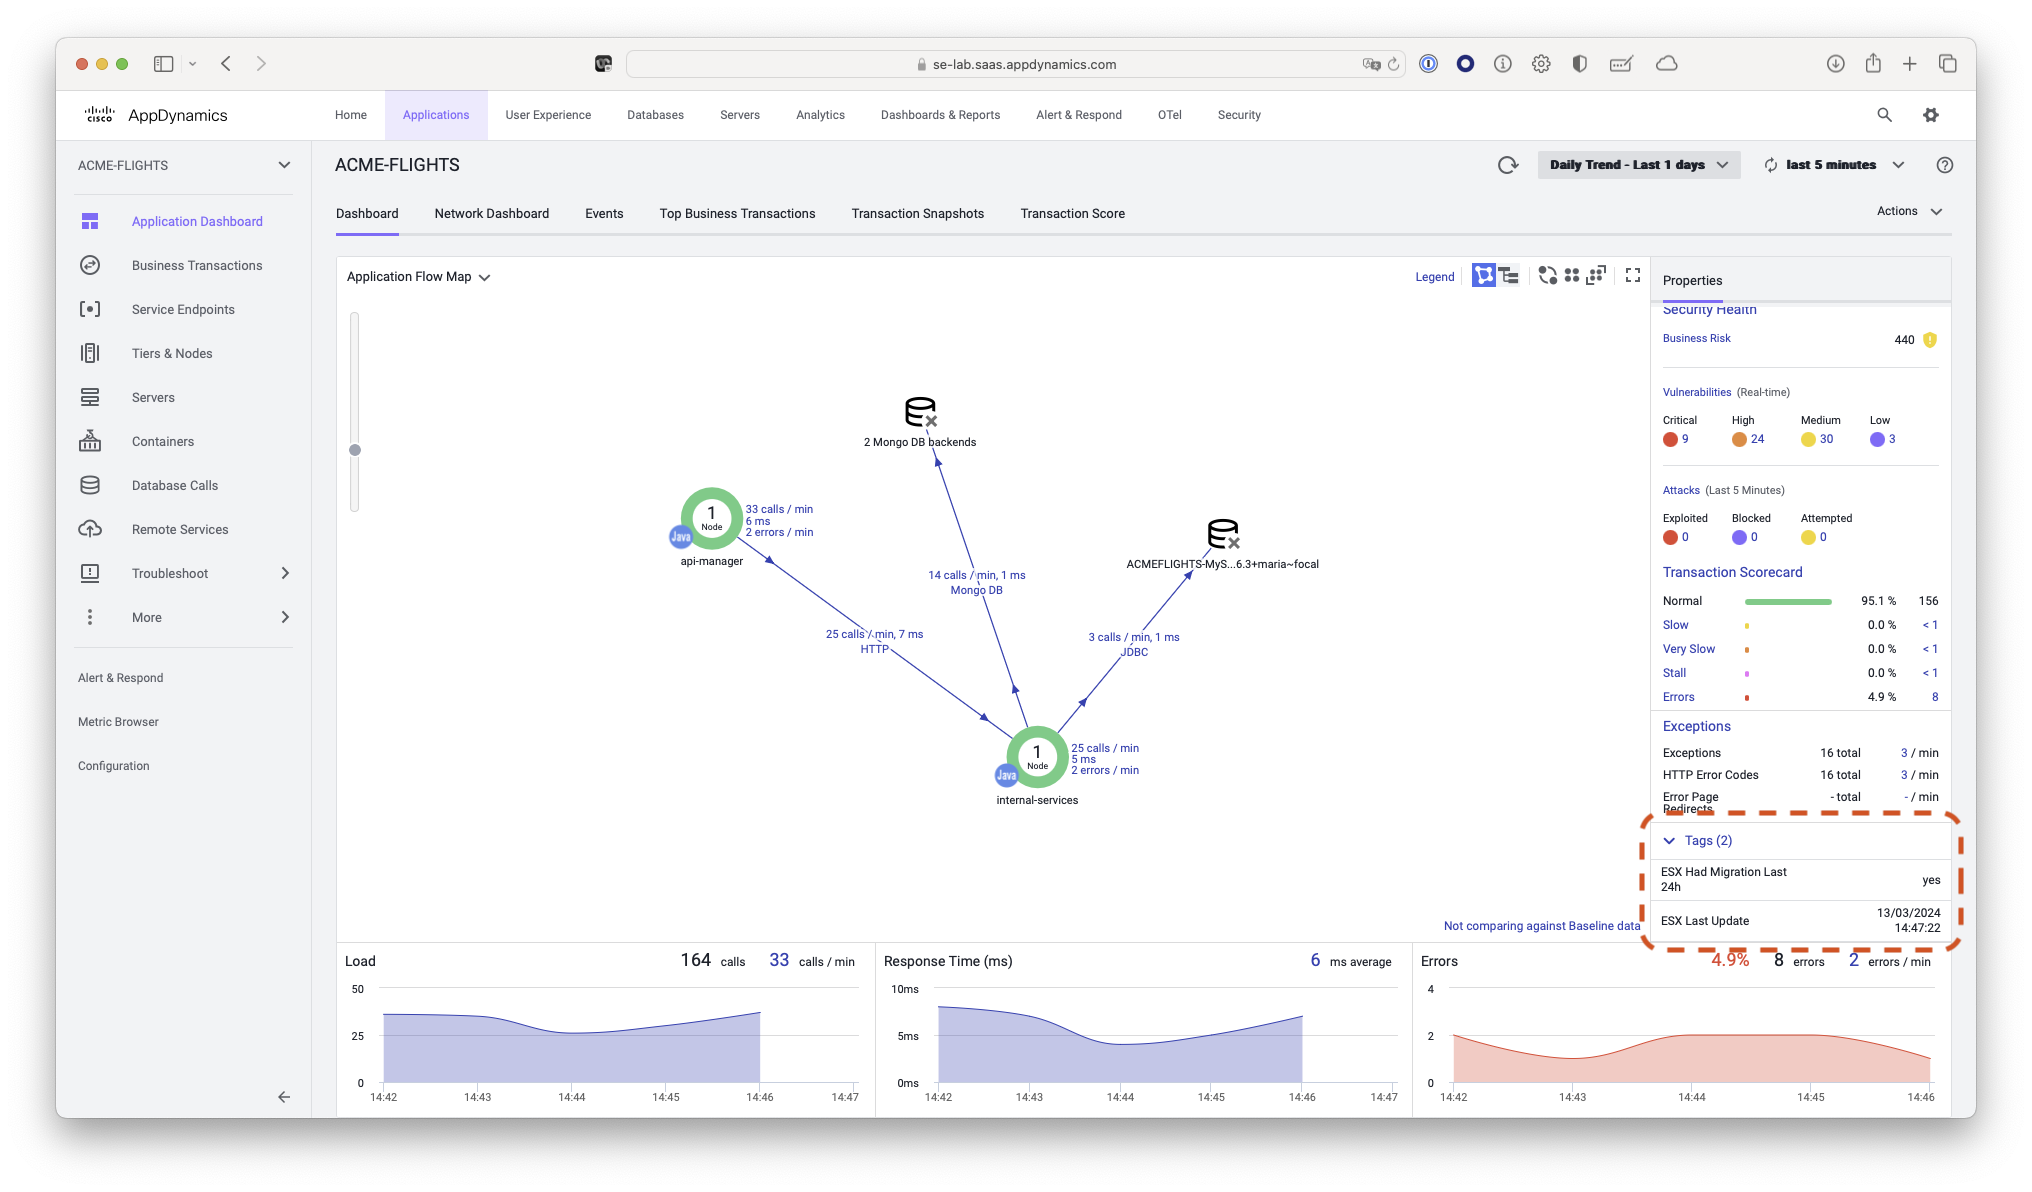 se-lab.saas.appdynamics.com
CISCO AppDynamics
Home Applications User Experience Databases Servers Analytics Dashboards & Reports Alert & Respond OTel Security
ACME-FLIGHTS
Application Dashboard
Business Transactions
Service Endpoints
Tiers & Nodes
Servers
Containers
Database Calls
Remote Services
Troubleshoot
More
Alert & Respond
Metric Browser
Configuration
ACME-FLIGHTS
Daily Trend - Last 1 days
last 5 minutes
Dashboard Network Dashboard Events Top Business Transactions Transaction Snapshots Transaction Score
Actions
Application Flow Map
Legend
2 Mongo DB backends
1
Node
Java
33 calls / min
6 ms
2 errors / min
api-manager
ACMEFLIGHTS-MyS...6.3+maria~focal
14 calls / min, 1 ms
Mongo DB
25 calls / min, 7 ms
HTTP
3 calls / min, 1 ms
JDBC
1
Node
Java
25 calls / min
5 ms
2 errors / min
internal-services
Not comparing against Baseline data
Properties
Security Health
Business Risk 440
Vulnerabilities (Real-time)
Critical High Medium Low
9 24 30 3
Attacks (Last 5 Minutes)
Exploited Blocked Attempted
0 0 0
Transaction Scorecard
Normal 95.1 % 156
Slow 0.0 % < 1
Very Slow 0.0 % < 1
Stall 0.0 % < 1
Errors 4.9 % 8
Exceptions
Exceptions 16 total 3 / min
HTTP Error Codes 16 total 3 / min
Error Page - total - / min
Redirects
Tags (2)
ESX Had Migration Last
24h
yes
ESX Last Update
13/03/2024
14:47:22
Load 164 calls 33 calls / min
50
25
0
14:42 14:43 14:44 14:45 14:46 14:47
Response Time (ms) 6 ms average
10ms
5ms
0ms
14:42 14:43 14:44 14:45 14:46 14:47
Errors 4.9% 8 errors 2 errors / min
4
2
0
14:42 14:43 14:44 14:45 14:46